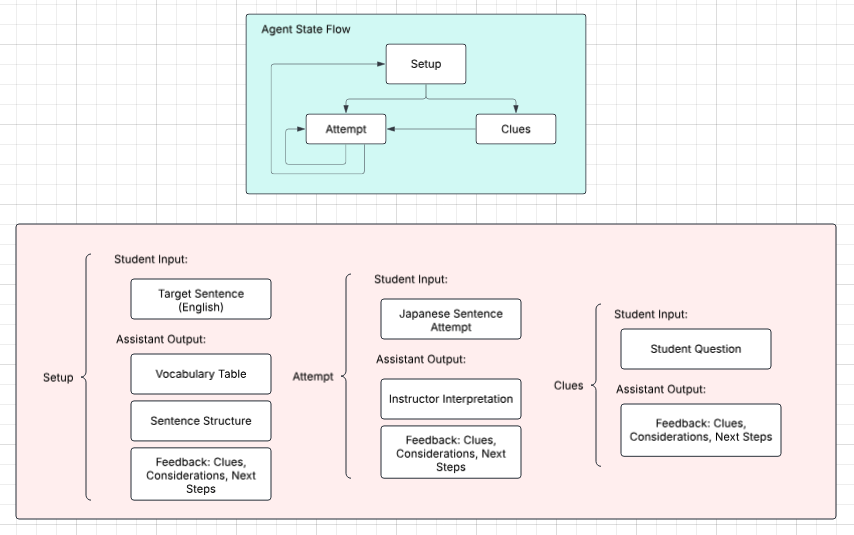 Agent State Flow
Setup
Attempt
Clues
Setup
Student Input:
Target Sentence
(English)
Assistant Output:
Vocabulary Table
Sentence Structure
Feedback: Clues,
Considerations, Next
Steps
Attempt
Student Input:
Japanese Sentence
Attempt
Assistant Output:
Instructor Interpretation
Feedback: Clues,
Considerations, Next
Steps
Clues
Student Input:
Student Question
Assistant Output:
Feedback: Clues,
Considerations, Next Steps